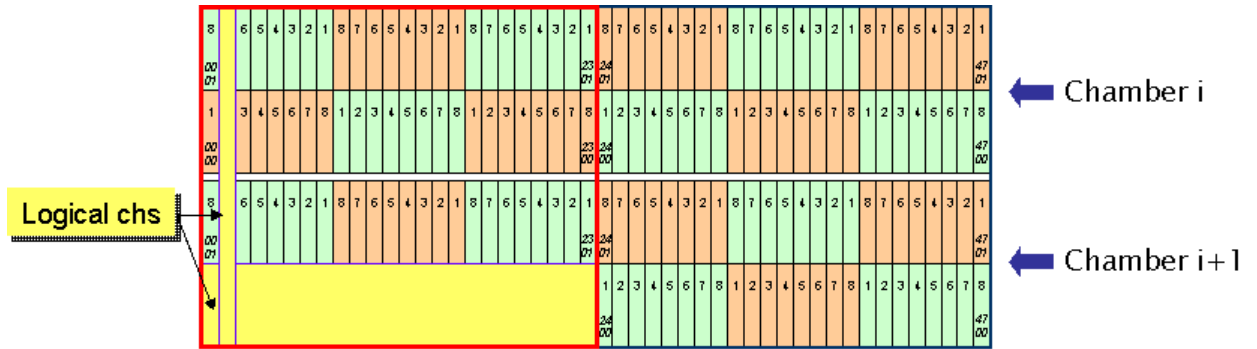 8 6 5 4 3 2 1 8 7 6 5 4 3 2 1 8 7 6 5 4 3 2 1 8 7 6 5 4 3 2 1 8 7 6 5 4 3 2 1 8 7 6 5 4 3 2 1
00 23 24 47
01 01 01 01
Chamber i
1 3 4 5 6 7 8 1 2 3 4 5 6 7 8 1 2 3 4 5 6 7 8 1 2 3 4 5 6 7 8 1 2 3 4 5 6 7 8 1 2 3 4 5 6 7 8
00 23 24 47
00 00 00 00
8 6 5 4 3 2 1 8 7 6 5 4 3 2 1 8 7 6 5 4 3 2 1 8 7 6 5 4 3 2 1 8 7 6 5 4 3 2 1 8 7 6 5 4 3 2 1
Logical chs
00 23 24 47
01 01 01 01
Chamber i+1
1 2 3 4 5 6 7 8 1 2 3 4 5 6 7 8 1 2 3 4 5 6 7 8
24 47
00 00